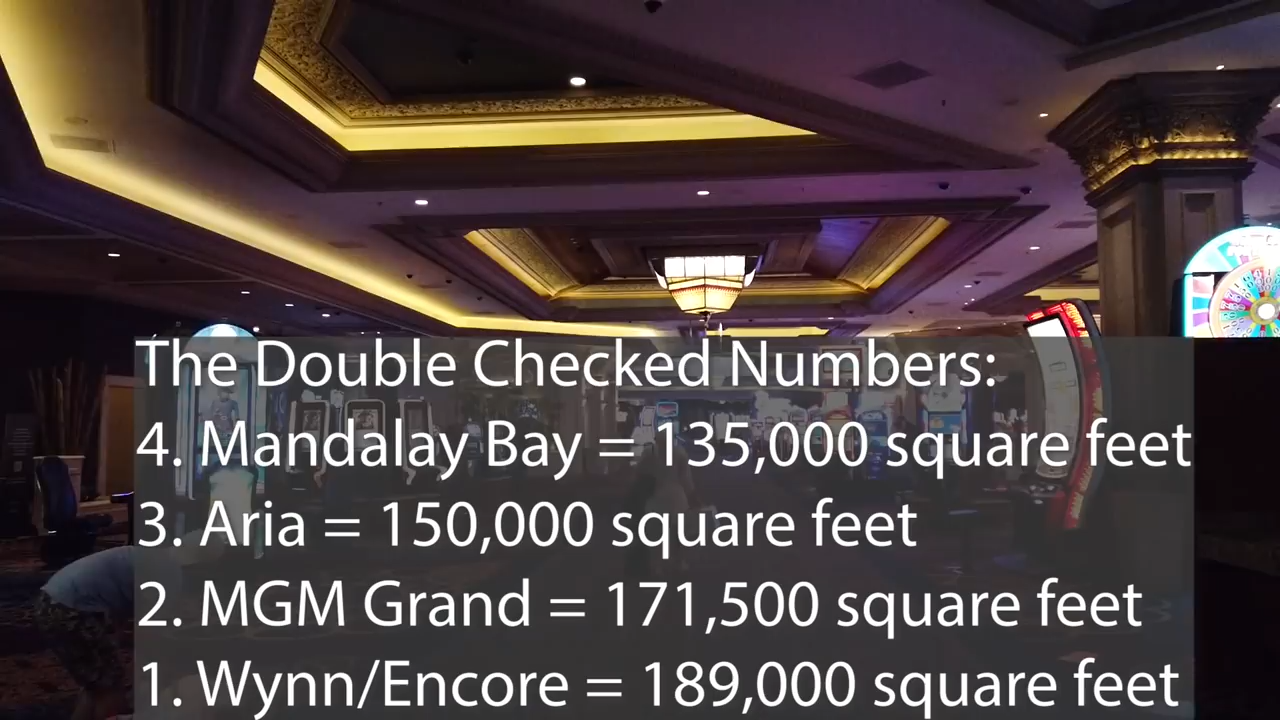 The Double Checked Numbers:
4. Mandalay Bay = 135,000 square feet
3. Aria = 150,000 square feet
2. MGM Grand = 171,500 square feet
1. Wynn/Encore = 189,000 square feet